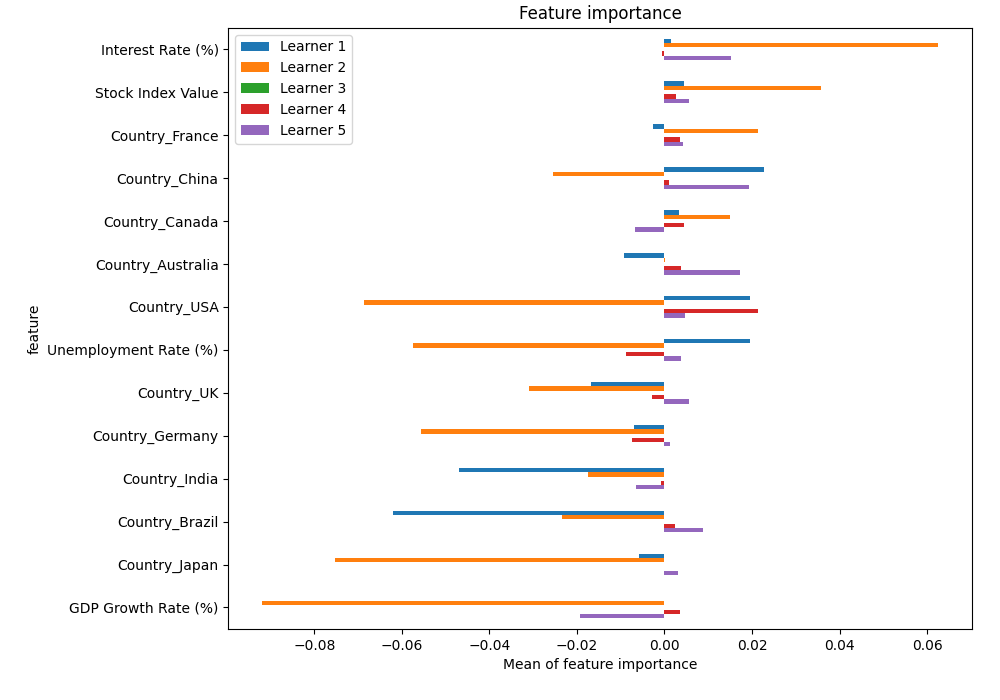 Feature importance
Learner 1
Learner 2
Learner 3
Learner 4
Learner 5
feature
Interest Rate (%)
Stock Index Value
Country_France
Country_China
Country_Canada
Country_Australia
Country_USA
Unemployment Rate (%)
Country_UK
Country_Germany
Country_India
Country_Brazil
Country_Japan
GDP Growth Rate (%)
−0.08 −0.06 −0.04 −0.02 0.00 0.02 0.04 0.06
Mean of feature importance